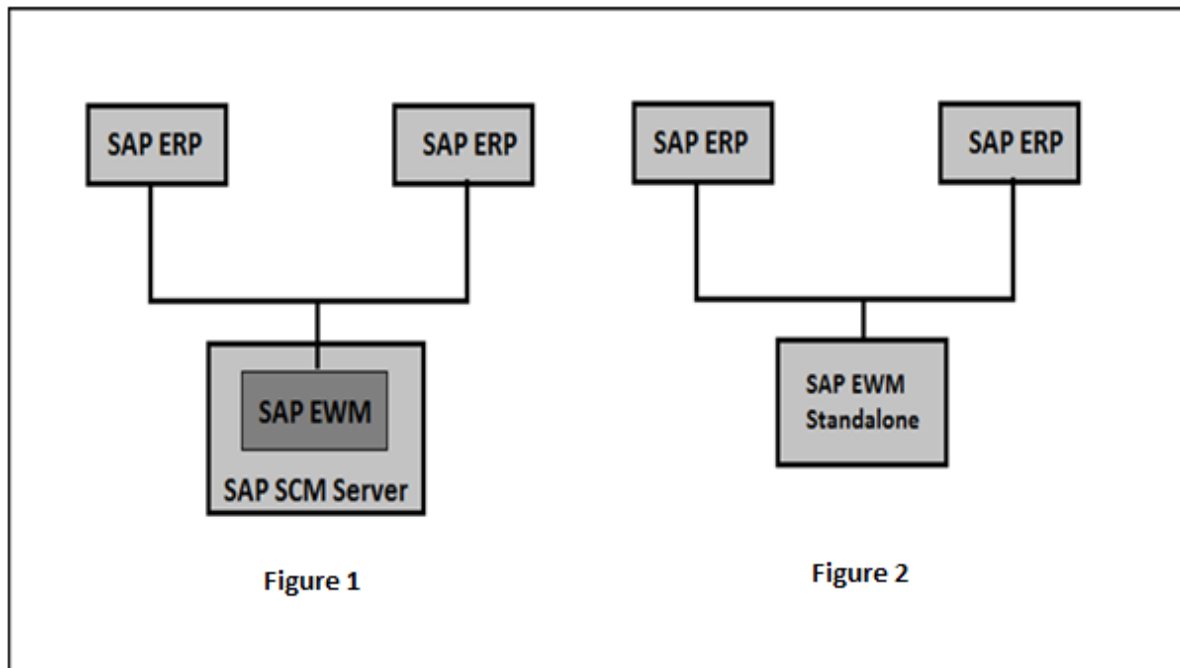 SAP ERP
SAP ERP
SAP EWM
SAP SCM Server
Figure 1
SAP ERP
SAP ERP
SAP EWM
Standalone
Figure 2